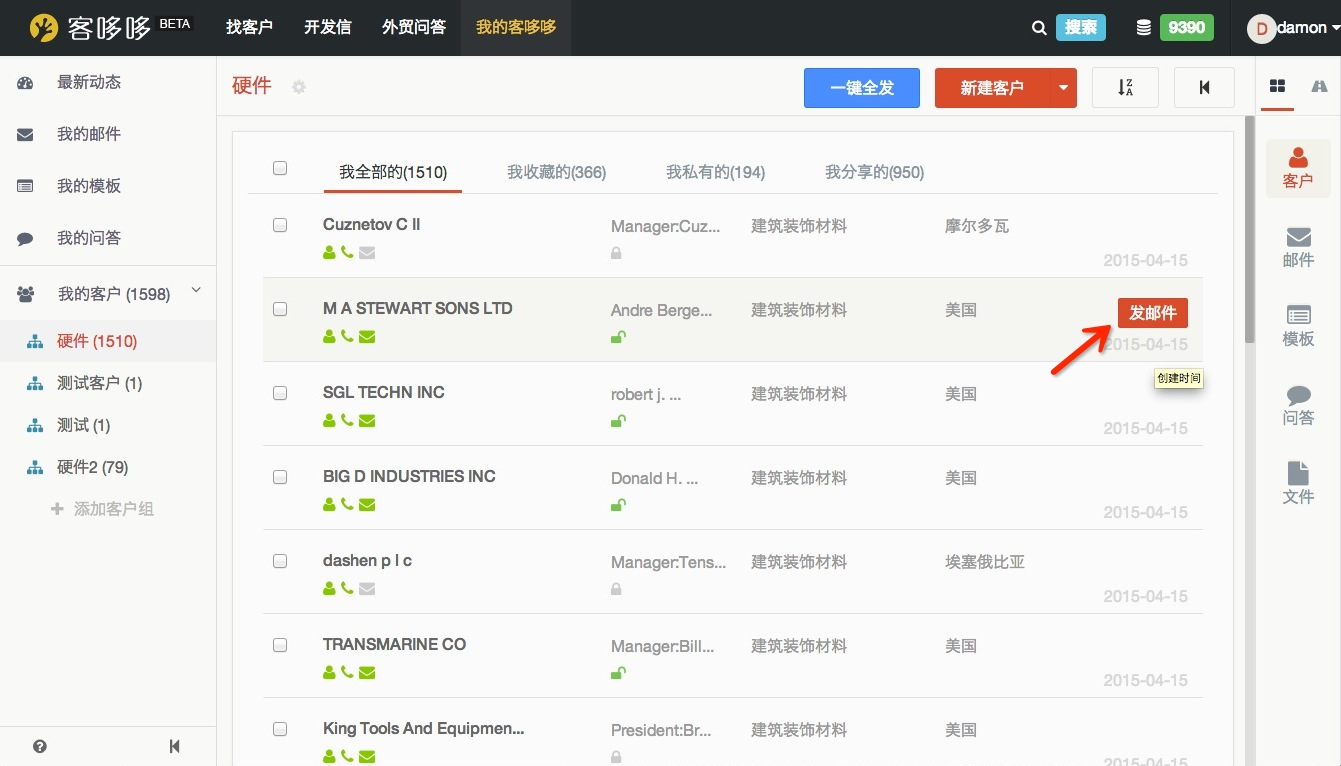 客哆哆 BETA 找客户 开发信 外贸问答 我的客哆哆 搜索 9390 D damon
最新动态
我的邮件
我的模板
我的问答
我的客户 (1598)
硬件 (1510)
测试客户 (1)
测试 (1)
硬件2 (79)
添加客户组
硬件 一键全发 新建客户
我全部的(1510) 我收藏的(366) 我私有的(194) 我分享的(950)
Cuznetov C II Manager:Cuz... 建筑装饰材料 摩尔多瓦
2015-04-15
M A STEWART SONS LTD Andre Berge... 建筑装饰材料 美国 发邮件
2015-04-15
创建时间
SGL TECHN INC robert j. ... 建筑装饰材料 美国
2015-04-15
BIG D INDUSTRIES INC Donald H. ... 建筑装饰材料 美国
2015-04-15
dashen p l c Manager:Tens... 建筑装饰材料 埃塞俄比亚
2015-04-15
TRANSMARINE CO Manager:Bill... 建筑装饰材料 美国
2015-04-15
King Tools And Equipmen... President:Br... 建筑装饰材料 美国
2015-04-15
客户
邮件
模板
问答
文件